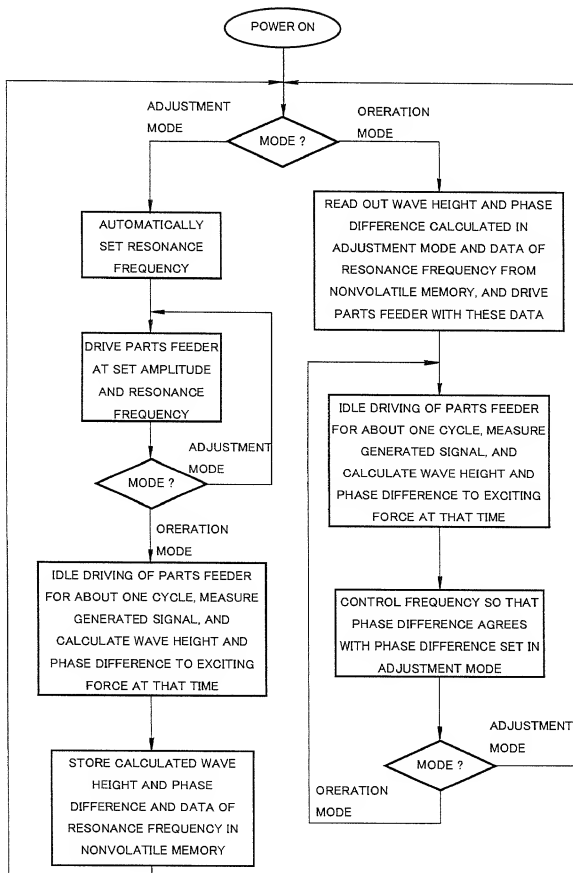 POWER ON
ADJUSTMENT
MODE
ORERATION
MODE
MODE ?
AUTOMATICALLY
SET RESONANCE
FREQUENCY
DRIVE PARTS FEEDER
AT SET AMPLITUDE
AND RESONANCE
FREQUENCY
ADJUSTMENT
MODE
MODE ?
ORERATION
MODE
IDLE DRIVING OF PARTS FEEDER
FOR ABOUT ONE CYCLE, MEASURE
GENERATED SIGNAL, AND
CALCULATE WAVE HEIGHT AND
PHASE DIFFERENCE TO EXCITING
FORCE AT THAT TIME
STORE CALCULATED WAVE
HEIGHT AND PHASE
DIFFERENCE AND DATA OF
RESONANCE FREQUENCY IN
NONVOLATILE MEMORY
READ OUT WAVE HEIGHT AND PHASE
DIFFERENCE CALCULATED IN
ADJUSTMENT MODE AND DATA OF
RESONANCE FREQUENCY FROM
NONVOLATILE MEMORY, AND DRIVE
PARTS FEEDER WITH THESE DATA
IDLE DRIVING OF PARTS FEEDER
FOR ABOUT ONE CYCLE, MEASURE
GENERATED SIGNAL, AND
CALCULATE WAVE HEIGHT AND
PHASE DIFFERENCE TO EXCITING
FORCE AT THAT TIME
CONTROL FREQUENCY SO THAT
PHASE DIFFERENCE AGREES
WITH PHASE DIFFERENCE SET IN
ADJUSTMENT MODE
ADJUSTMENT
MODE
MODE ?
ORERATION
MODE